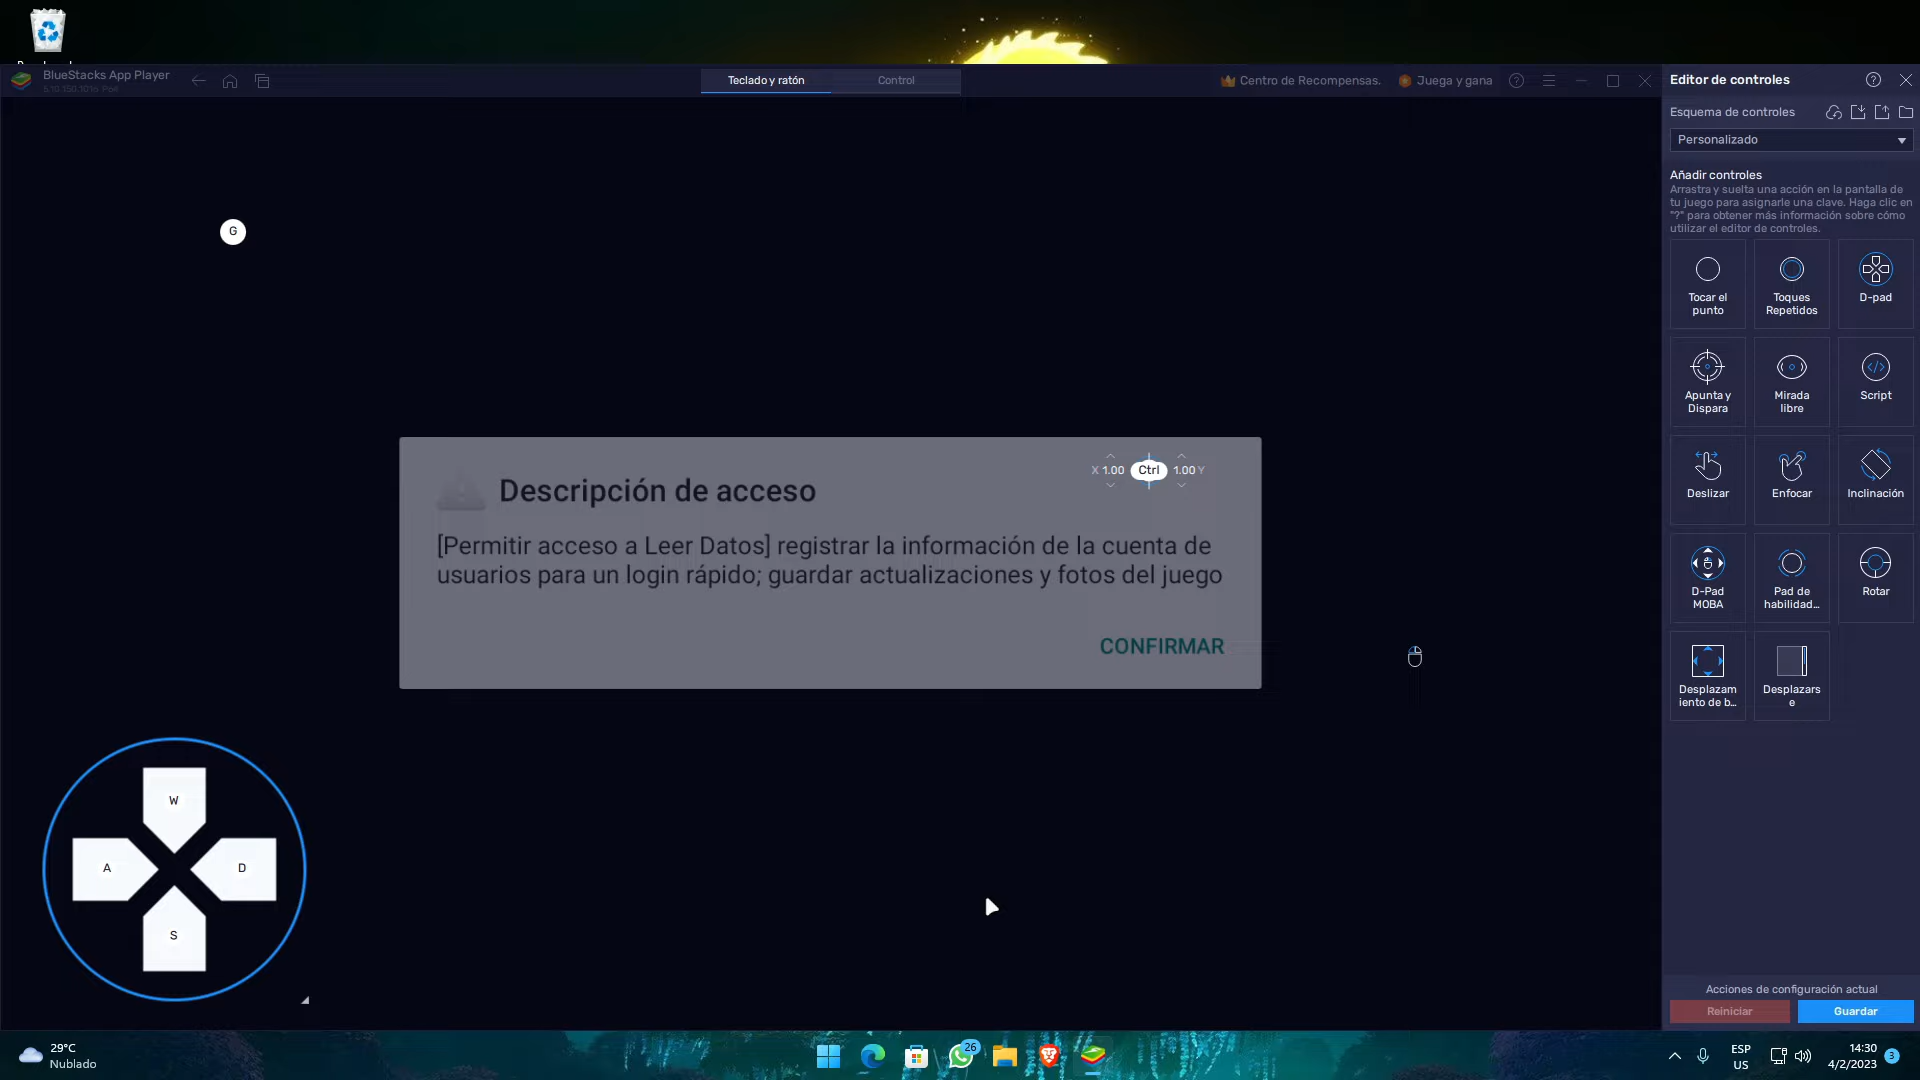 BlueStacks App Player
Teclado y ratón
Control
Centro de Recompensas.
Juega y gana
Editor de controles
Esquema de controles
Personalizado
Añadir controles
Arrastra y suelta una acción en la pantalla de
tu juego para asignarle una clave. Haga clic en
"?" para obtener más información sobre cómo
utilizar el editor de controles.
Tocar el
punto
Toques
Repetidos
D-pad
Apunta y
Dispara
Mirada
libre
Script
Deslizar
Enfocar
Inclinación
D-Pad
MOBA
Pad de
habilidad...
Rotar
Desplazam
iento de b...
Desplazars
e
G
X 1.00 Ctrl 1.00 Y
Descripción de acceso
[Permitir acceso a Leer Datos] registrar la información de la cuenta de
usuarios para un login rápido; guardar actualizaciones y fotos del juego
CONFIRMAR
W
A
D
S
Acciones de configuración actual
Reiniciar
Guardar
29°C
Nublado
26
ESP
US
14:30
4/2/2023
3